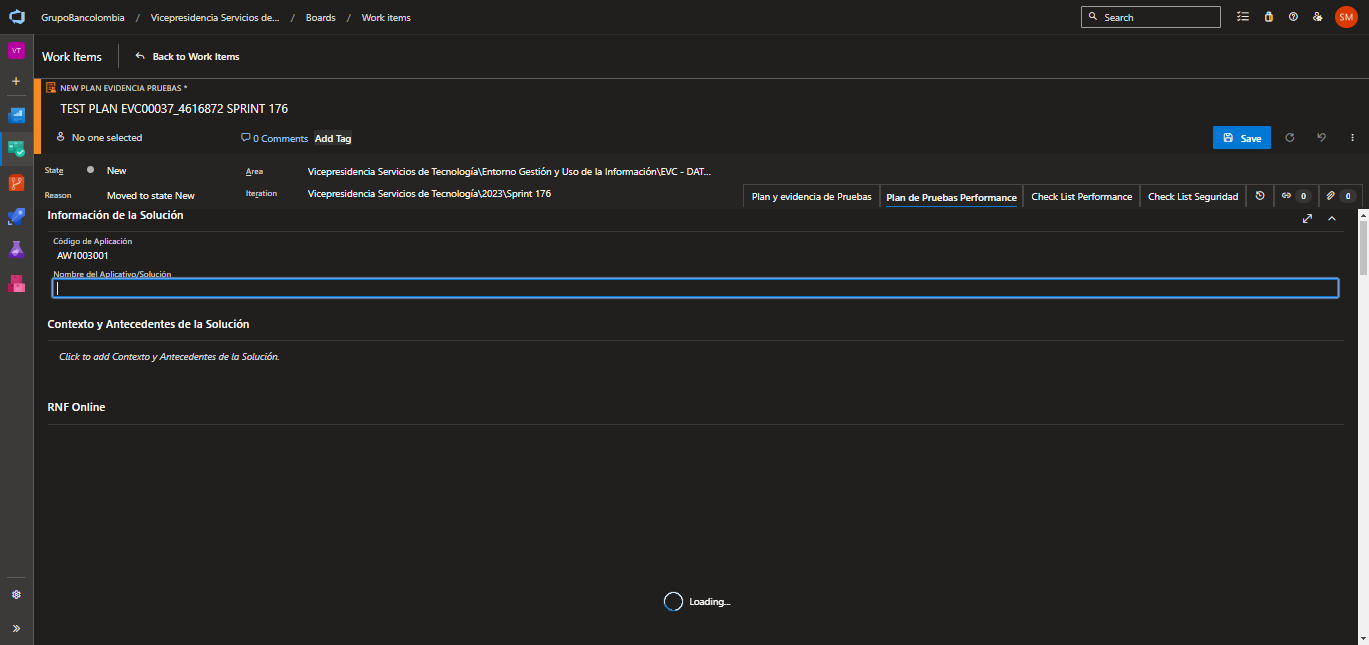 GrupoBancolombia / Vicepresidencia Servicios de... / Boards / Work items
Search
SM
VT
Work Items
Back to Work Items
NEW PLAN EVIDENCIA PRUEBAS *
TEST PLAN EVC00037_4616872 SPRINT 176
No one selected
0 Comments
Add Tag
Save
State
New
Area
Vicepresidencia Servicios de Tecnología\Entorno Gestión y Uso de la Información\EVC - DAT...
Reason
Moved to state New
Iteration
Vicepresidencia Servicios de Tecnología\2023\Sprint 176
Plan y evidencia de Pruebas
Plan de Pruebas Performance
Check List Performance
Check List Seguridad
0
0
Información de la Solución
Código de Aplicación
AW1003001
Nombre del Aplicativo/Solución
Contexto y Antecedentes de la Solución
Click to add Contexto y Antecedentes de la Solución.
RNF Online
Loading...